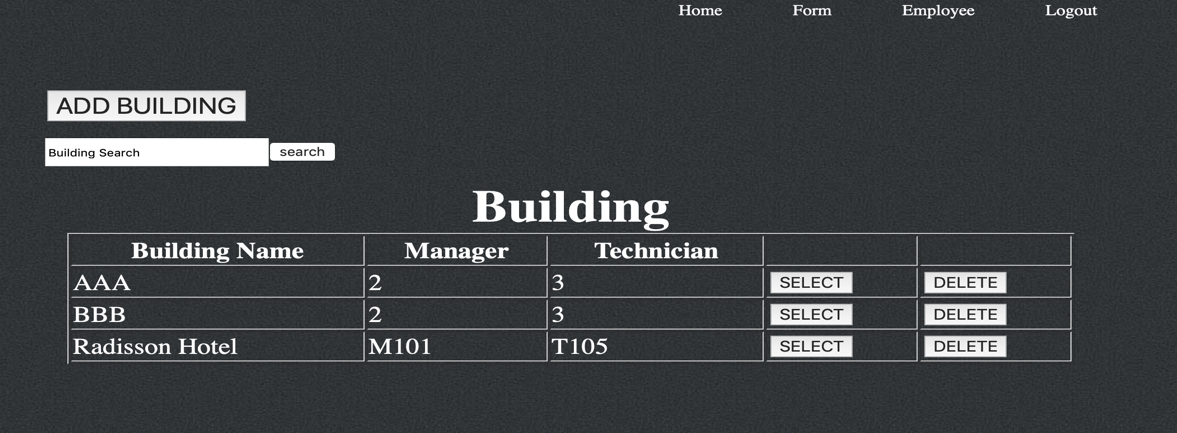 Home Form Employee Logout
ADD BUILDING
Building Search search
Building
Building Name Manager Technician
AAA 2 3 SELECT DELETE
BBB 2 3 SELECT DELETE
Radisson Hotel M101 T105 SELECT DELETE